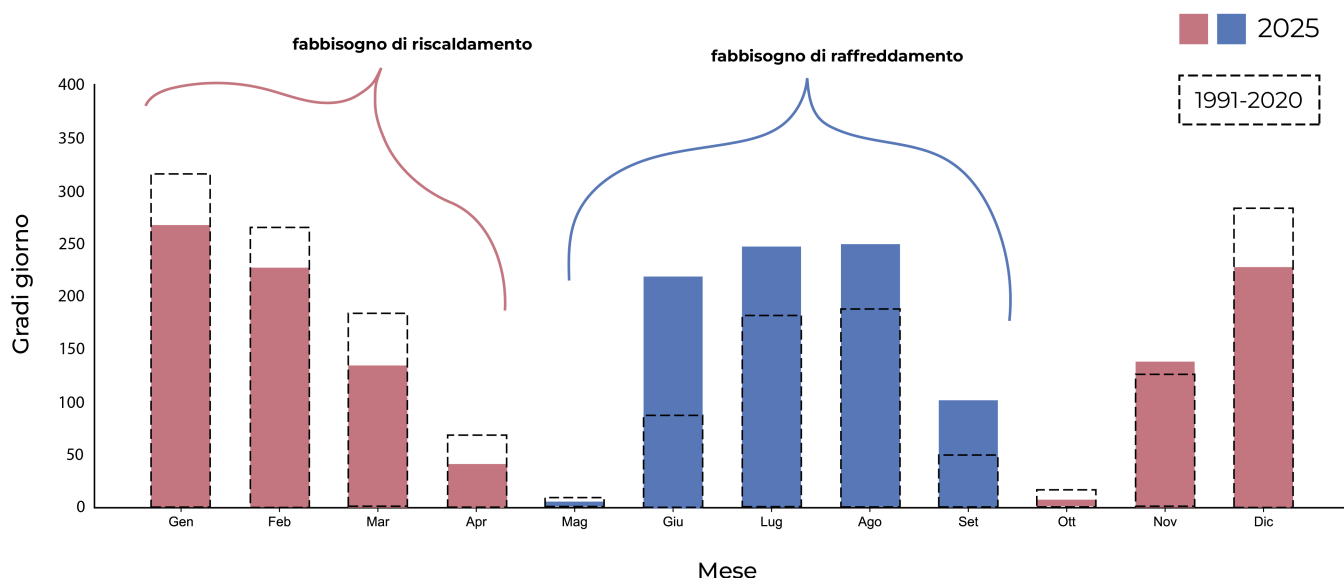 fabbisogno di riscaldamento
fabbisogno di raffreddamento
2025
1991-2020
Gradi giorno
400
350
300
250
200
150
100
50
0
Gen Feb Mar Apr Mag Giu Lug Ago Set Ott Nov Dic
Mese